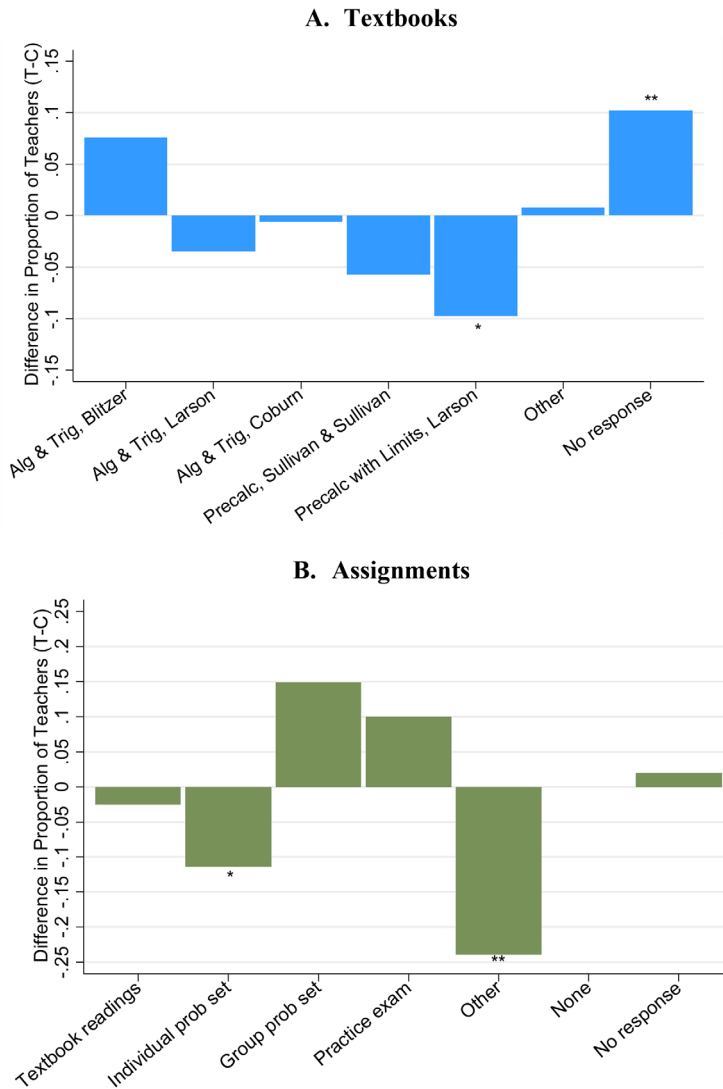 A. Textbooks
Difference in Proportion of Teachers (T-C)
.15
.1
.05
0
-.05
-.1
-.15
**
*
Alg & Trig, Blitzer
Alg & Trig, Larson
Alg & Trig, Coburn
Precalc, Sullivan & Sullivan
Precalc with Limits, Larson
Other
No response
B. Assignments
Difference in Proportion of Teachers (T-C)
.25
.2
.15
.1
.05
0
-.05
-.1
-.15
-.2
-.25
*
**
Textbook readings
Individual prob set
Group prob set
Practice exam
Other
None
No response